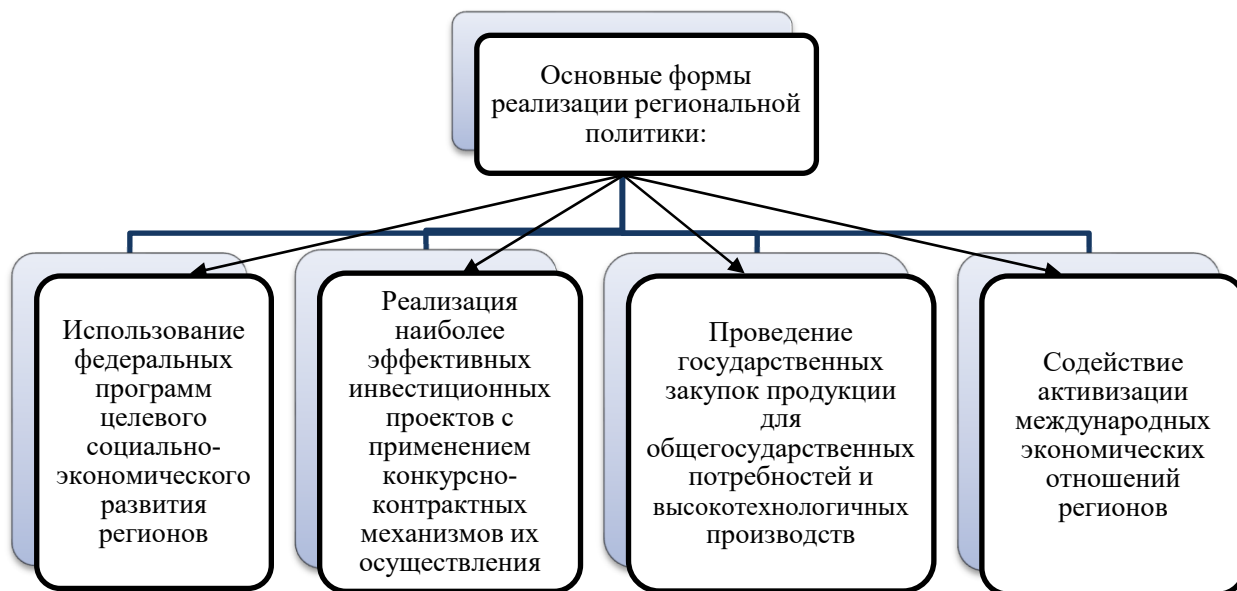 Основные формы
реализации региональной
политики:
Использование
федеральных
программ
целевого
социально-
экономического
развития
регионов
Реализация
наиболее
эффективных
инвестиционных
проектов с
применением
конкурсно-
контрактных
механизмов их
осуществления
Проведение
государственных
закупок продукции
для
общегосударственных
потребностей и
высокотехнологичных
производств
Содействие
активизации
международных
экономических
отношений
регионов